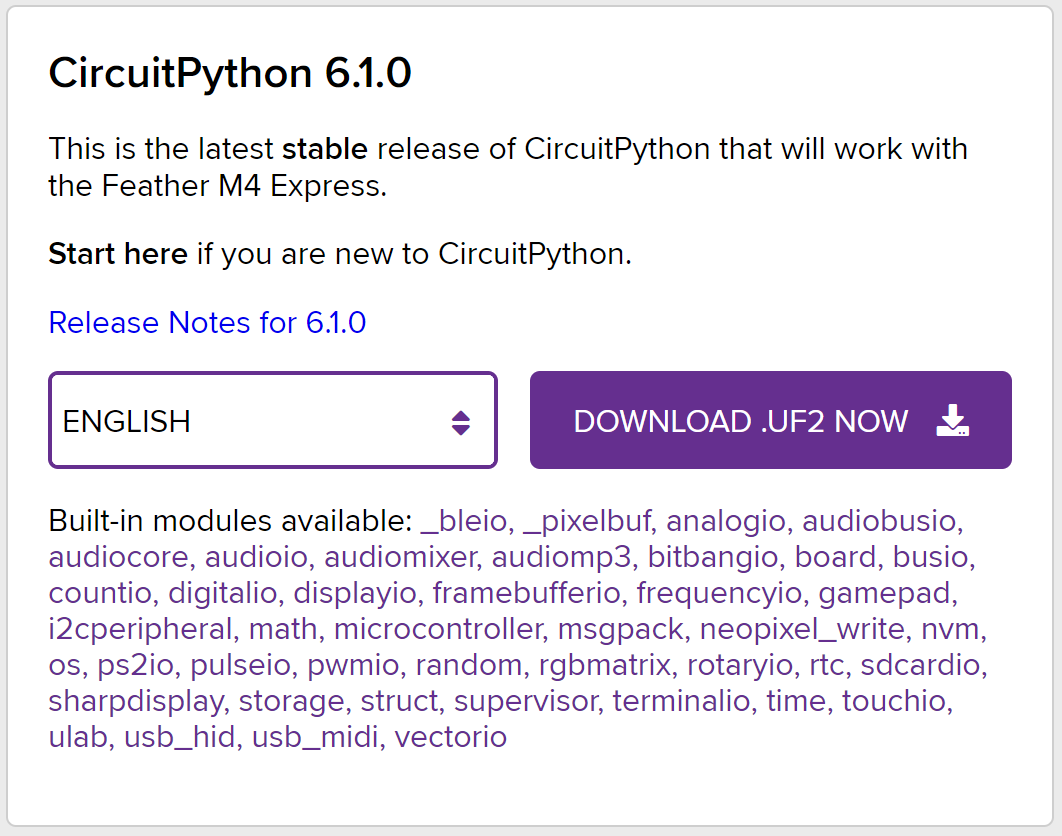 CircuitPython 6.1.0
This is the latest stable release of CircuitPython that will work with
the Feather M4 Express.
Start here if you are new to CircuitPython.
Release Notes for 6.1.0
ENGLISH
DOWNLOAD .UF2 NOW
Built-in modules available: _bleio, _pixelbuf, analogio, audiobusio,
audiocore, audioio, audiomixer, audiomp3, bitbangio, board, busio,
countio, digitalio, displayio, framebufferio, frequencyio, gamepad,
i2cperipheral, math, microcontroller, msgpack, neopixel_write, nvm,
os, ps2io, pulseio, pwmio, random, rgbmatrix, rotaryio, rtc, sdcardio,
sharpdisplay, storage, struct, supervisor, terminalio, time, touchio,
ulab, usb_hid, usb_midi, vectorio